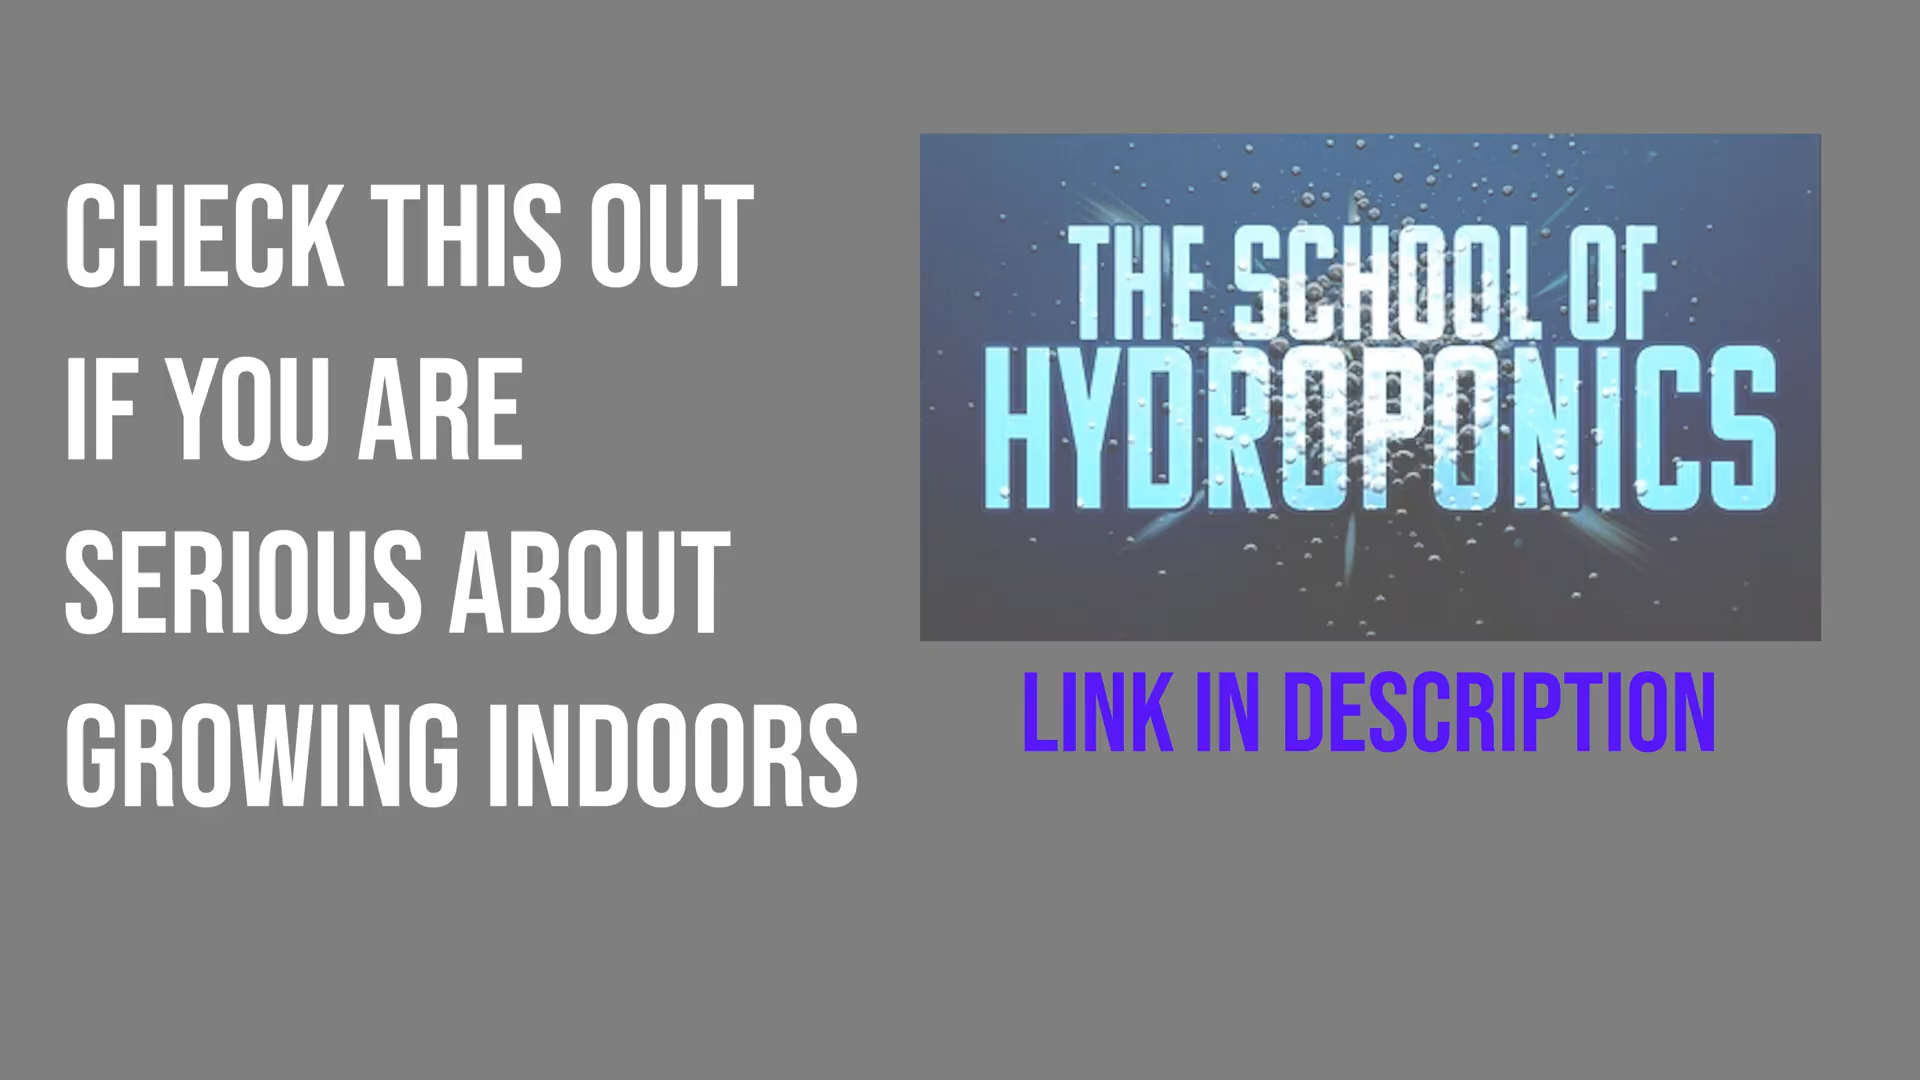 CHECK THIS OUT
IF YOU ARE
SERIOUS ABOUT
GROWING INDOORS
THE SCHOOL OF
HYDROPONICS
LINK IN DESCRIPTION